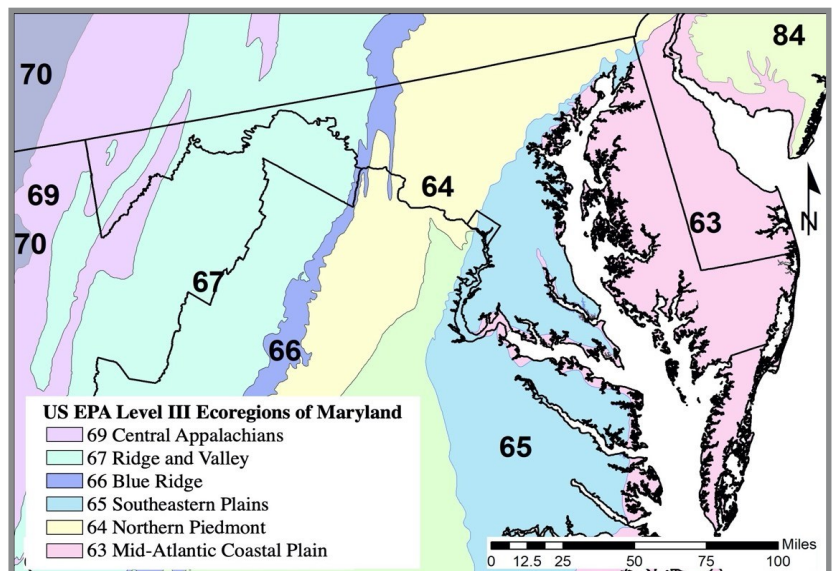 84
70
69
64
N
63
70
67
66
US EPA Level III Ecoregions of Maryland
69 Central Appalachians
67 Ridge and Valley
66 Blue Ridge
65 Southeastern Plains
64 Northern Piedmont
63 Mid-Atlantic Coastal Plain
65
Miles
0 12.5 25 50 75 100